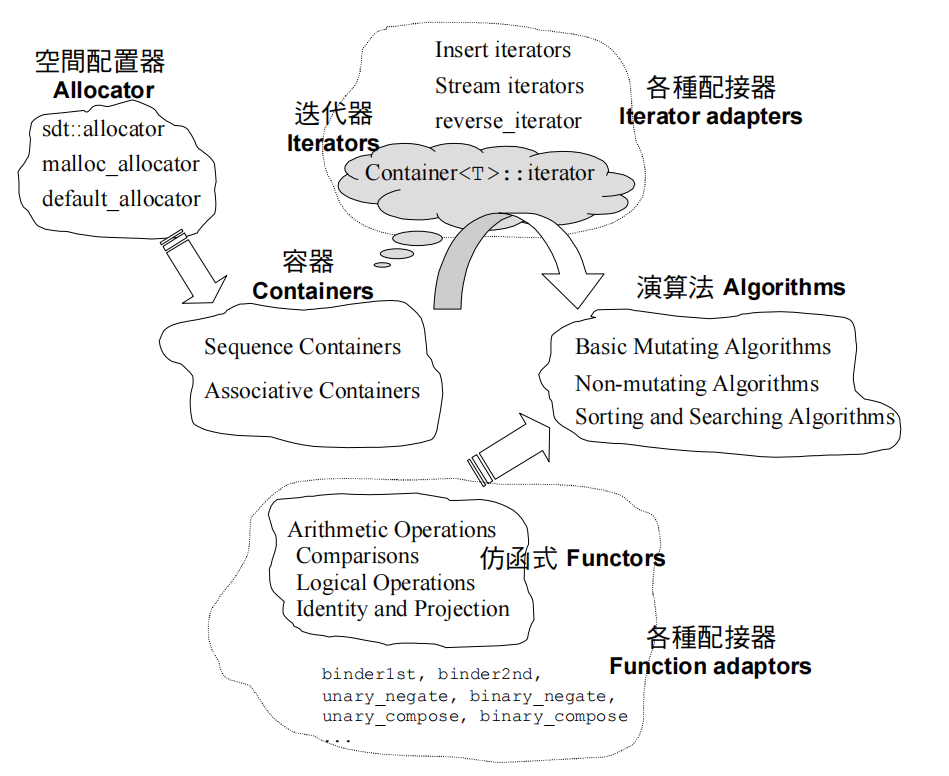 空間配置器
Allocator
sdt::allocator
malloc_allocator
default_allocator
迭代器
Iterators
Insert iterators
Stream iterators
reverse_iterator
Container<T>::iterator
各種配接器
Iterator adapters
容器
Containers
Sequence Containers
Associative Containers
演算法 Algorithms
Basic Mutating Algorithms
Non-mutating Algorithms
Sorting and Searching Algorithms
Arithmetic Operations
Comparisons
Logical Operations
Identity and Projection
仿函式 Functors
各種配接器
Function adaptors
binder1st, binder2nd,
unary_negate, binary_negate,
unary_compose, binary_compose
...